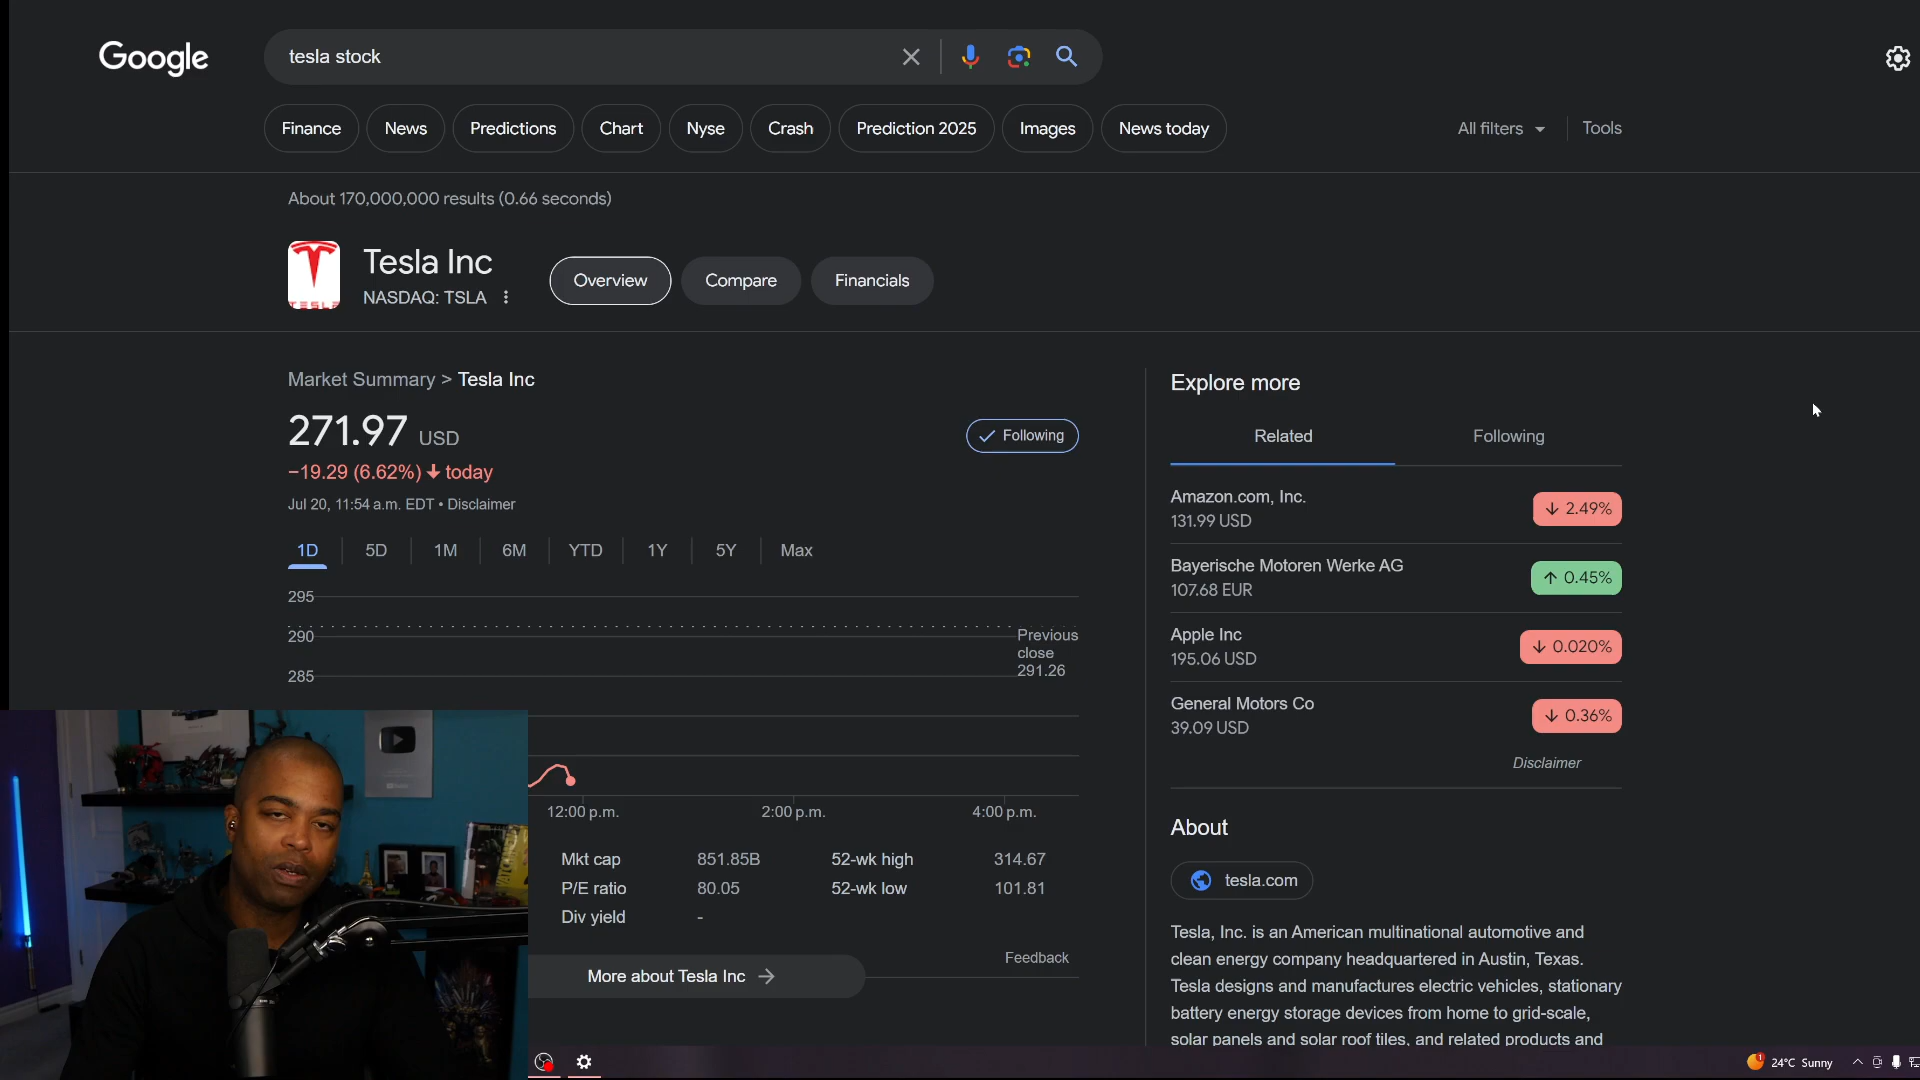 Google
tesla stock
Finance
News
Predictions
Chart
Nyse
Crash
Prediction 2025
Images
News today
All filters
Tools
About 170,000,000 results (0.66 seconds)
TESLA
Tesla Inc
NASDAQ: TSLA
Overview
Compare
Financials
Market Summary > Tesla Inc
271.97 USD
−19.29 (6.62%) today
Jul 20, 11:54 a.m. EDT • Disclaimer
Following
1D
5D
1M
6M
YTD
1Y
5Y
Max
295
290
285
Previous
close
291.26
12:00 p.m.
2:00 p.m.
4:00 p.m.
Mkt cap 851.85B 52-wk high 314.67
P/E ratio 80.05 52-wk low 101.81
Div yield -
Feedback
More about Tesla Inc
Explore more
Related
Following
Amazon.com, Inc.
131.99 USD
2.49%
Bayerische Motoren Werke AG
107.68 EUR
0.45%
Apple Inc
195.06 USD
0.020%
General Motors Co
39.09 USD
0.36%
Disclaimer
About
tesla.com
Tesla, Inc. is an American multinational automotive and
clean energy company headquartered in Austin, Texas.
Tesla designs and manufactures electric vehicles, stationary
battery energy storage devices from home to grid-scale,
solar panels and solar roof tiles, and related products and
1
24°C Sunny